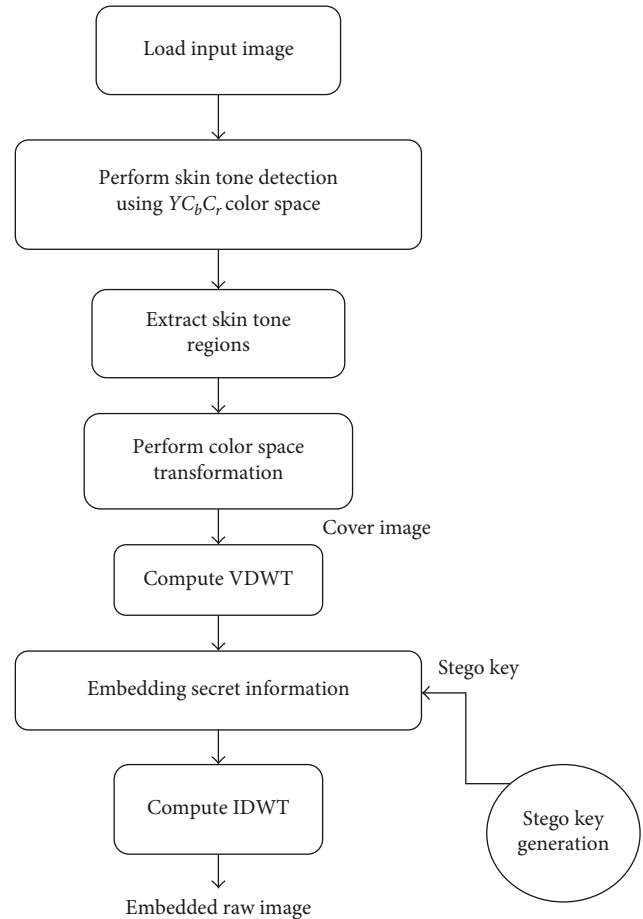 Load input image
Perform skin tone detection
using YC_bC_r color space
Extract skin tone
regions
Perform color space
transformation
Cover image
Compute VDWT
Stego key
Embedding secret information
Compute IDWT
Stego key
generation
Embedded raw image